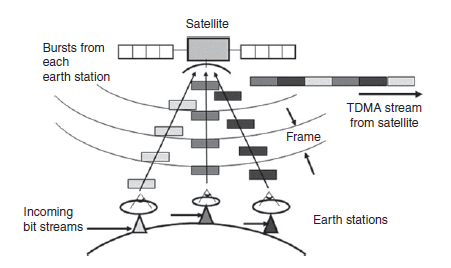 Satellite
Bursts from
each
earth station
TDMA stream
from satellite
Frame
Incoming
bit streams
Earth stations